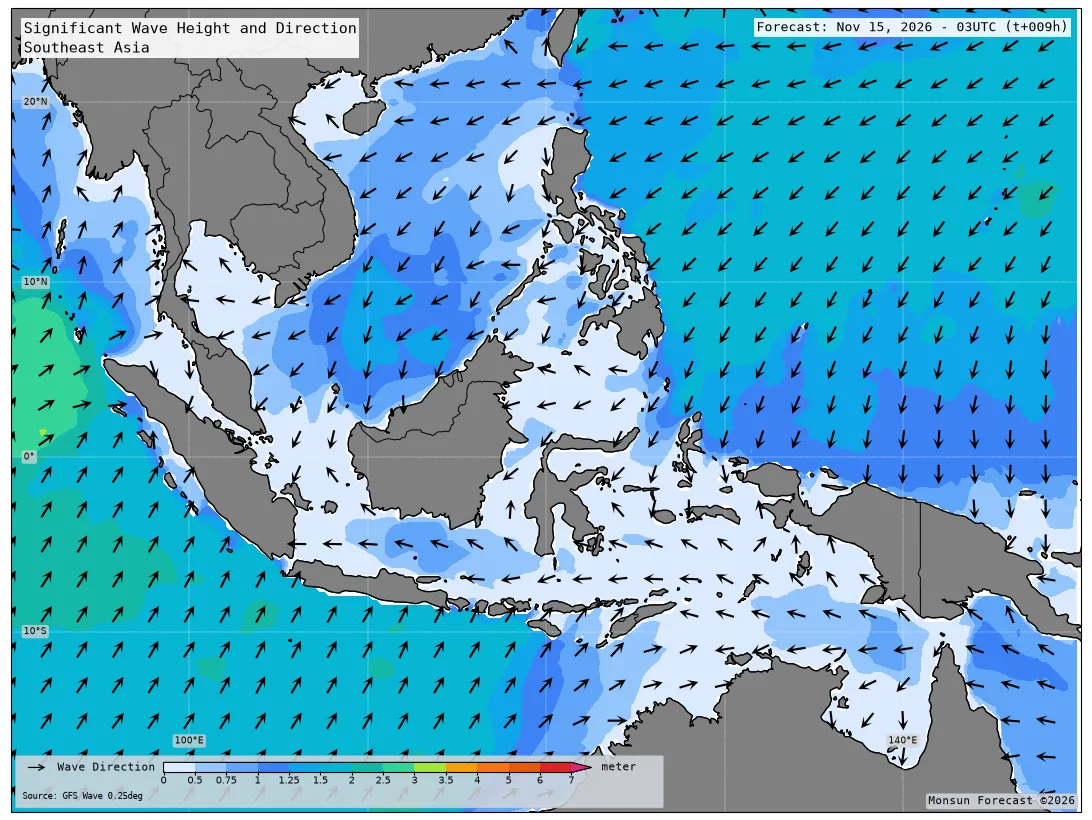 Significant Wave Height and Direction
Southeast Asia
Forecast: Nov 15, 2026 - 03UTC (t+009h)
20°N
10°N
0°
10°S
100°E
140°E
Wave Direction
meter
0 0.5 0.75 1 1.25 1.5 2 2.5 3 3.5 4 5 6 7
Source: GFS Wave 0.25deg
Monsun Forecast ©2026